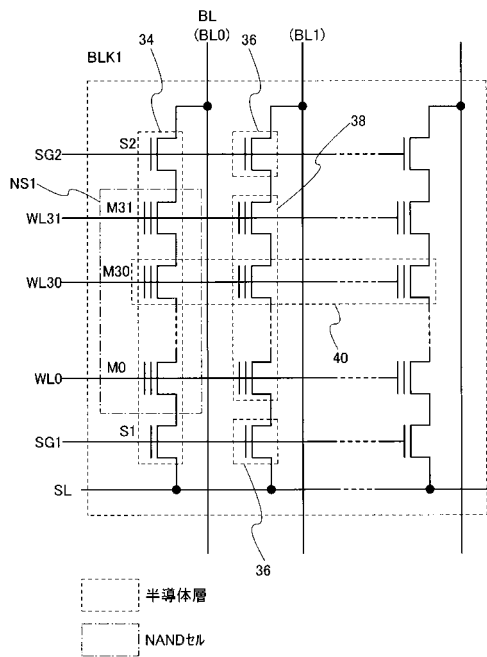 BL
34 (BL0) 36 (BL1)
BLK1
38
S2
SG2
NS1
M31
WL31
M30
WL30
40
M0
WL0
S1
SG1
SL
36
半導体層
NANDセル